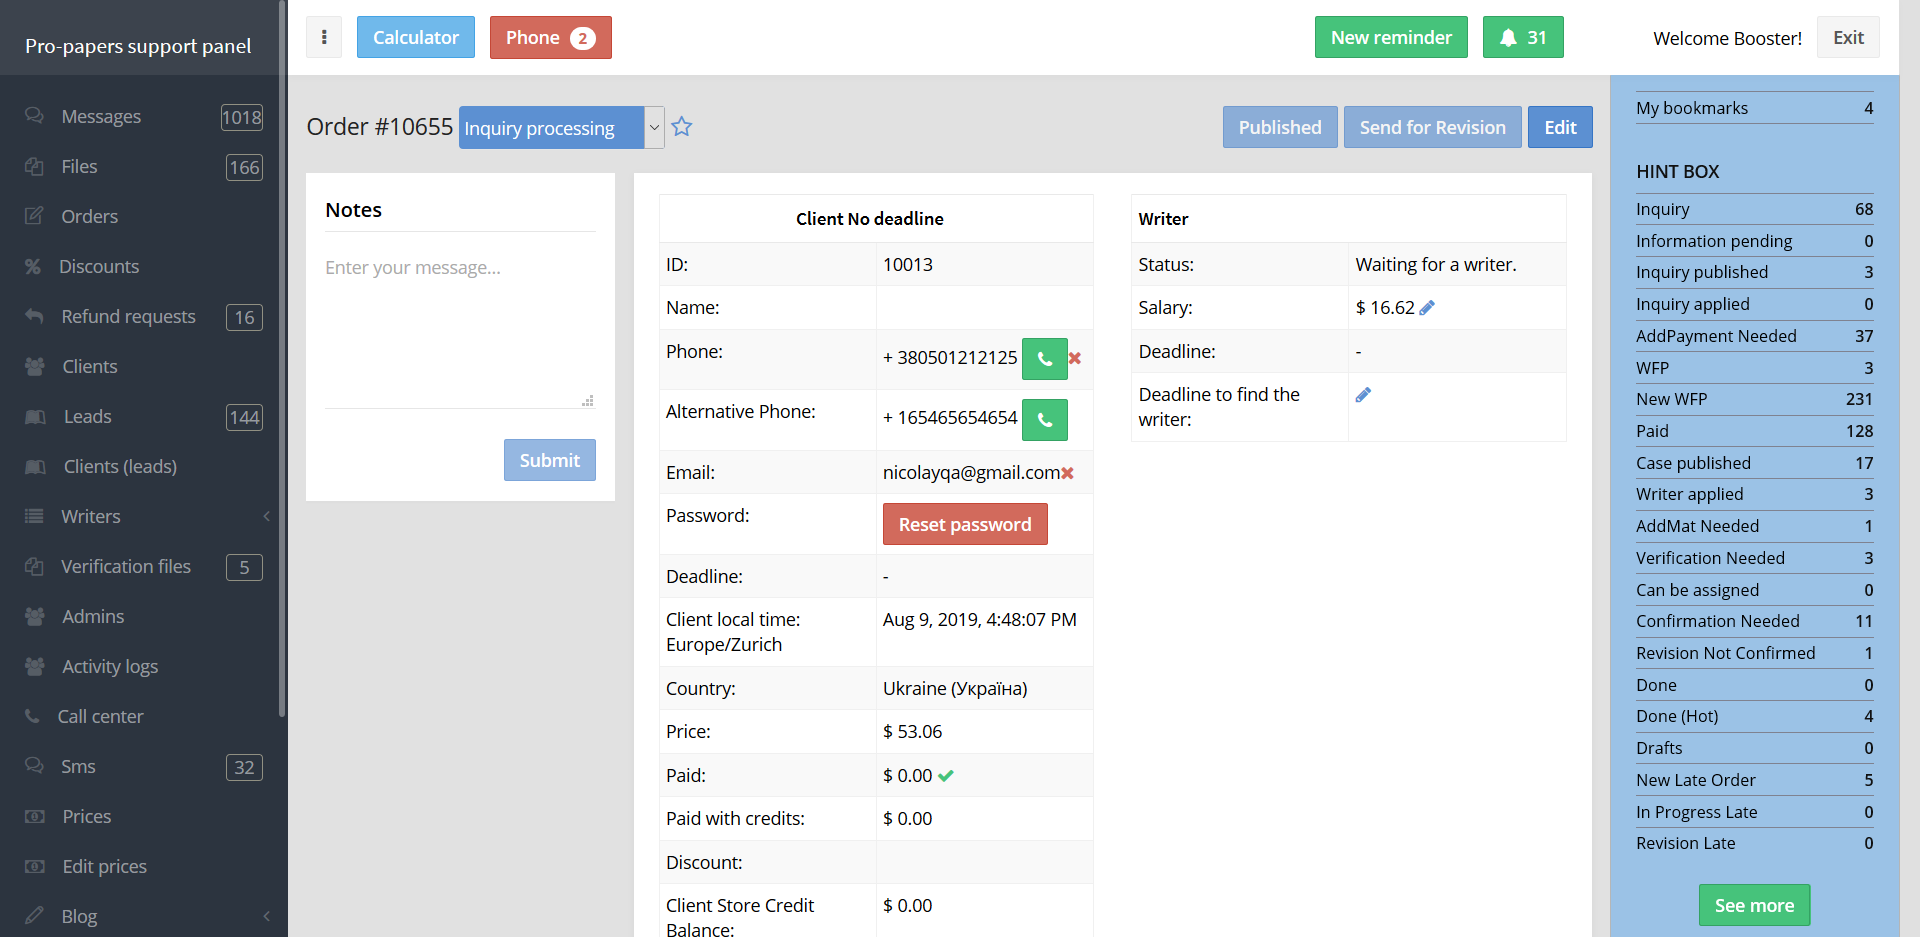 Pro-papers support panel
Calculator
Phone 2
New reminder
31
Welcome Booster!
Exit
Messages 1018
Files 166
Orders
Discounts
Refund requests 16
Clients
Leads 144
Clients (leads)
Writers
Verification files 5
Admins
Activity logs
Call center
Sms 32
Prices
Edit prices
Blog
Order #10655 Inquiry processing
Published
Send for Revision
Edit
Notes
Enter your message...
Submit
Client No deadline
ID: 10013
Name:
Phone: + 380501212125
Alternative Phone: + 165465654654
Email: nicolayqa@gmail.com
Password: Reset password
Deadline: -
Client local time: Aug 9, 2019, 4:48:07 PM
Europe/Zurich
Country: Ukraine (Україна)
Price: $ 53.06
Paid: $ 0.00
Paid with credits: $ 0.00
Discount:
Client Store Credit $ 0.00
Balance:
Writer
Status: Waiting for a writer.
Salary: $ 16.62
Deadline: -
Deadline to find the
writer:
My bookmarks 4
HINT BOX
Inquiry 68
Information pending 0
Inquiry published 3
Inquiry applied 0
AddPayment Needed 37
WFP 3
New WFP 231
Paid 128
Case published 17
Writer applied 3
AddMat Needed 1
Verification Needed 3
Can be assigned 0
Confirmation Needed 11
Revision Not Confirmed 1
Done 0
Done (Hot) 4
Drafts 0
New Late Order 5
In Progress Late 0
Revision Late 0
See more